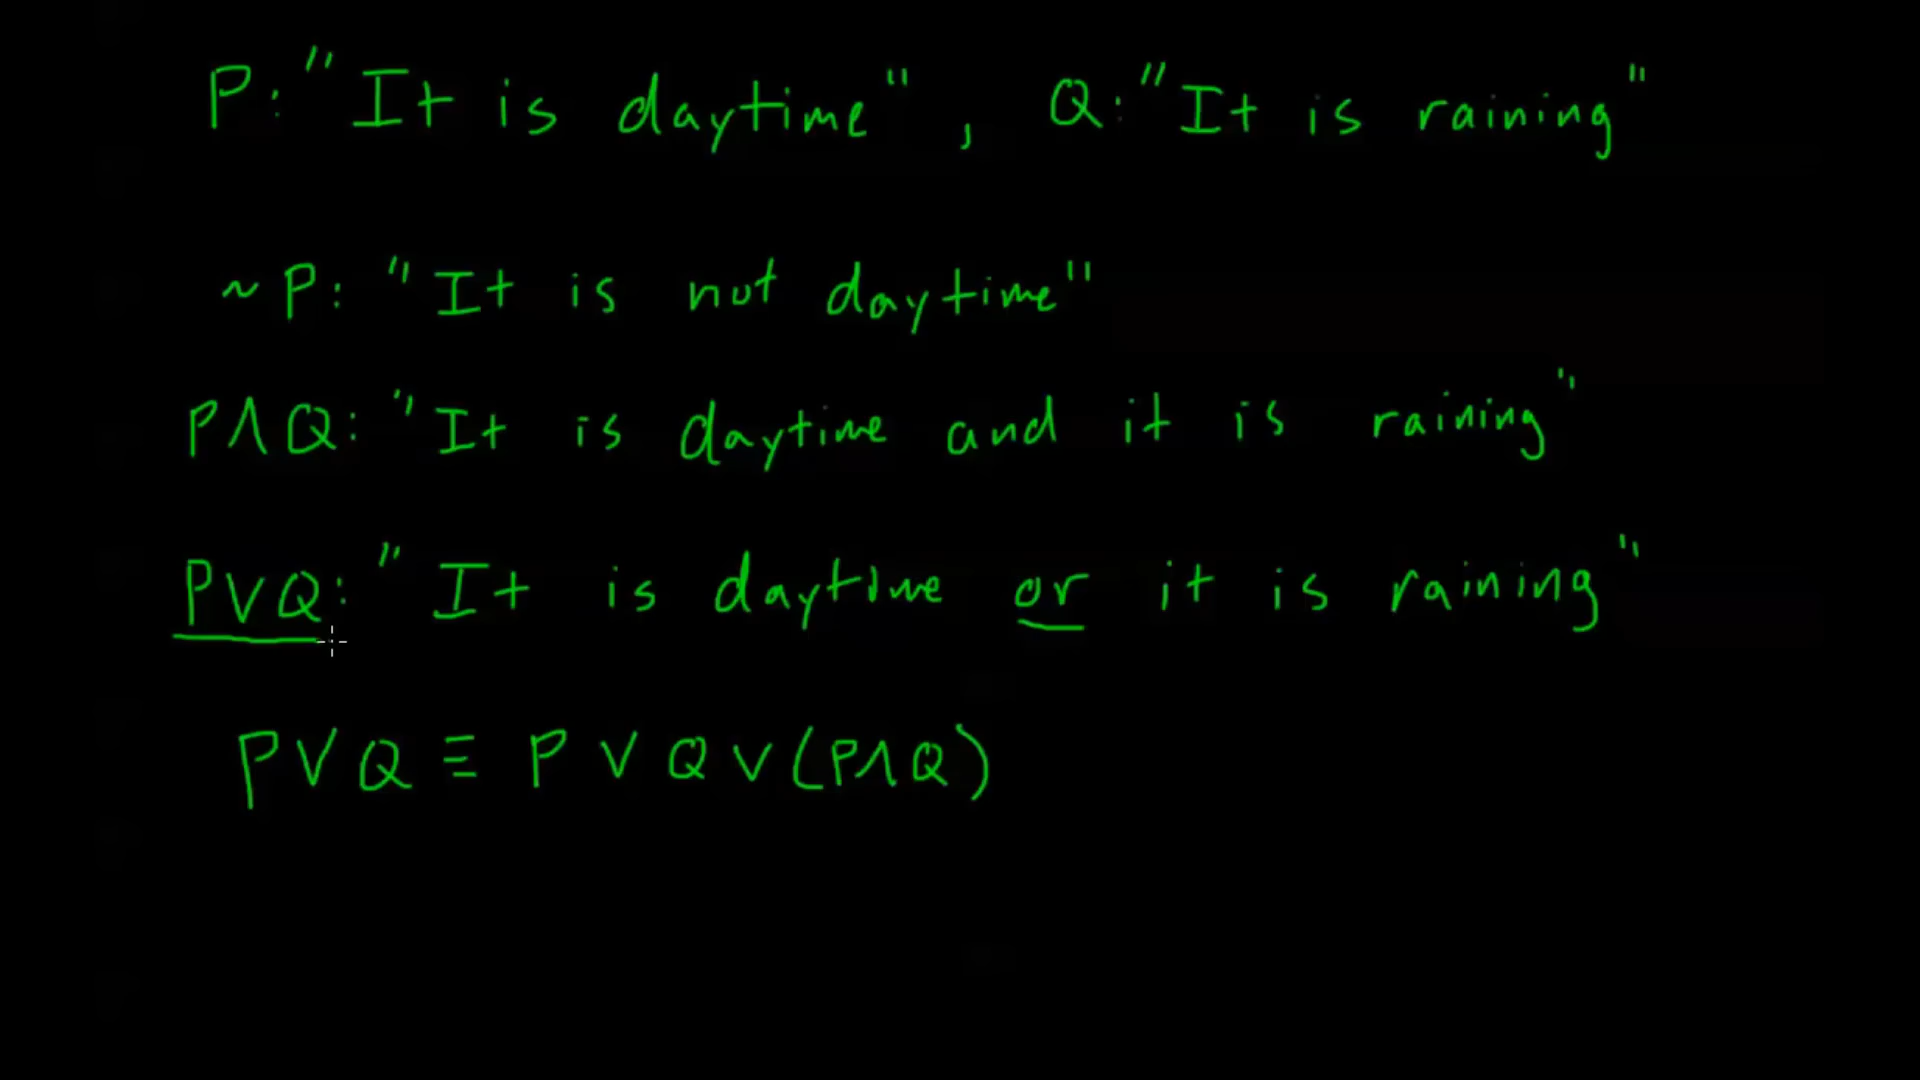 P: "It is daytime", Q: "It is raining"
~P: "It is not daytime"
P∧Q: "It is daytime and it is raining"
P∨Q: "It is daytime or it is raining"
P∨Q ≡ P∨Q∨(P∧Q)